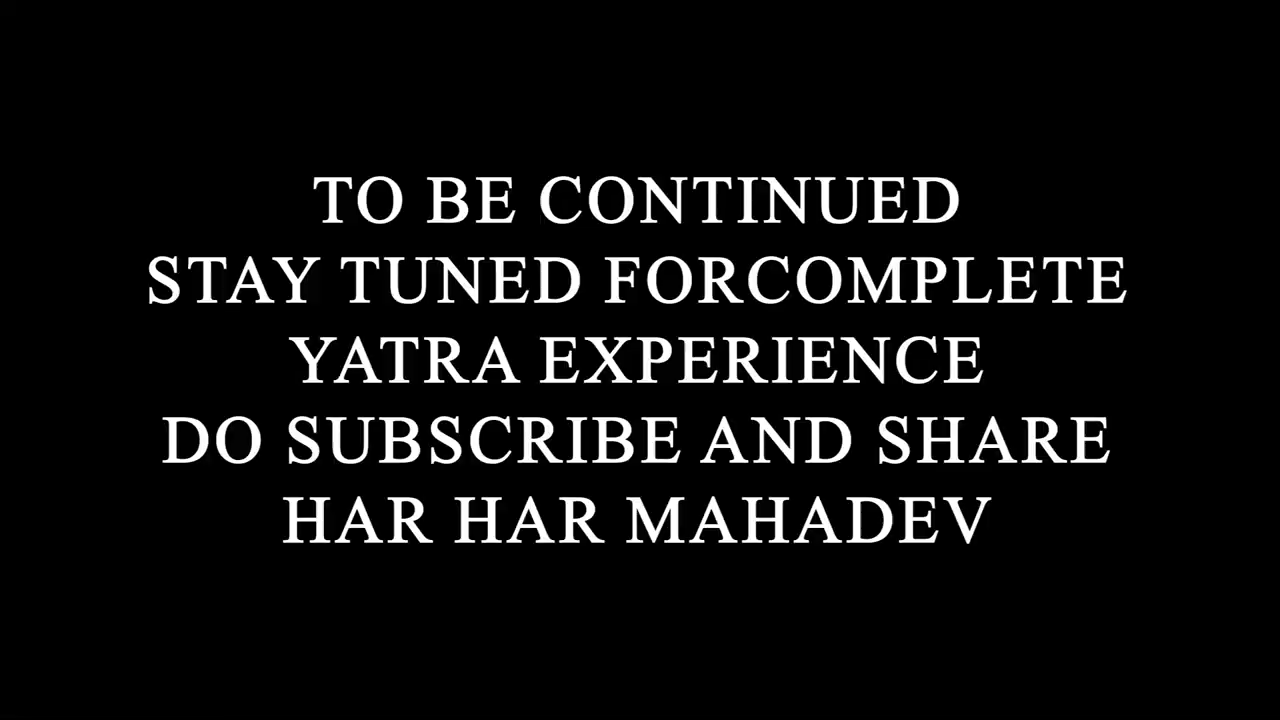 TO BE CONTINUED
STAY TUNED FORCOMPLETE
YATRA EXPERIENCE
DO SUBSCRIBE AND SHARE
HAR HAR MAHADEV